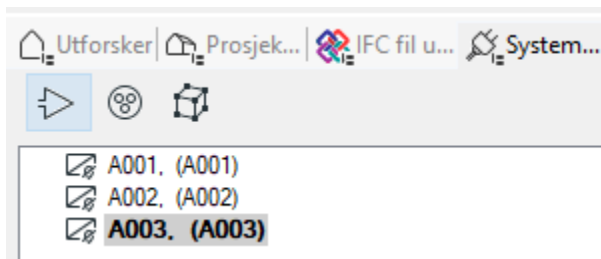 Utforsker Prosjek... IFC fil u... System...
A001, (A001)
A002, (A002)
A003, (A003)